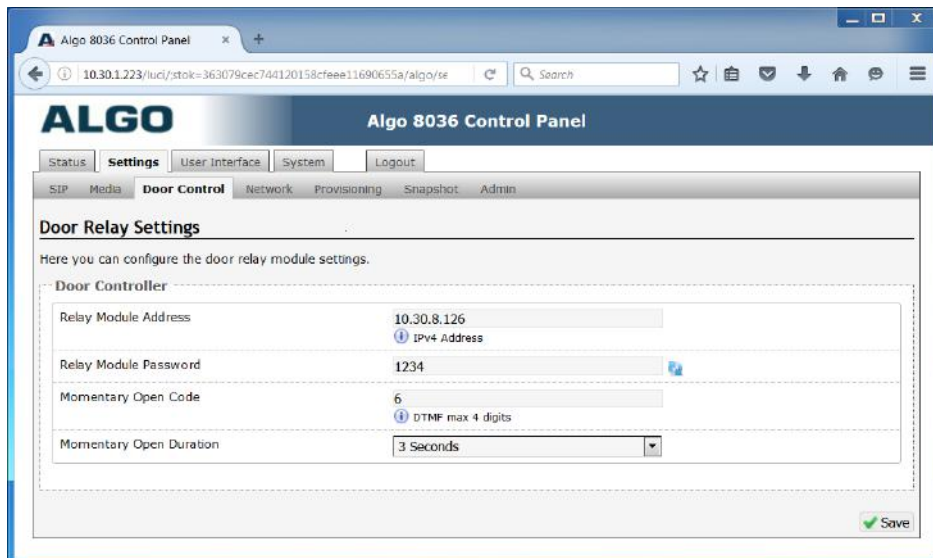 Algo 8036 Control Panel
10.30.1.223/luci/;stok=363079cec744120158cfeee11690655a/algo/se
Search
ALGO
Algo 8036 Control Panel
Status Settings User Interface System Logout
SIP Media Door Control Network Provisioning Snapshot Admin
Door Relay Settings
Here you can configure the door relay module settings.
Door Controller
Relay Module Address 10.30.8.126
IPv4 Address
Relay Module Password 1234
Momentary Open Code 6
DTMF max 4 digits
Momentary Open Duration 3 Seconds
Save